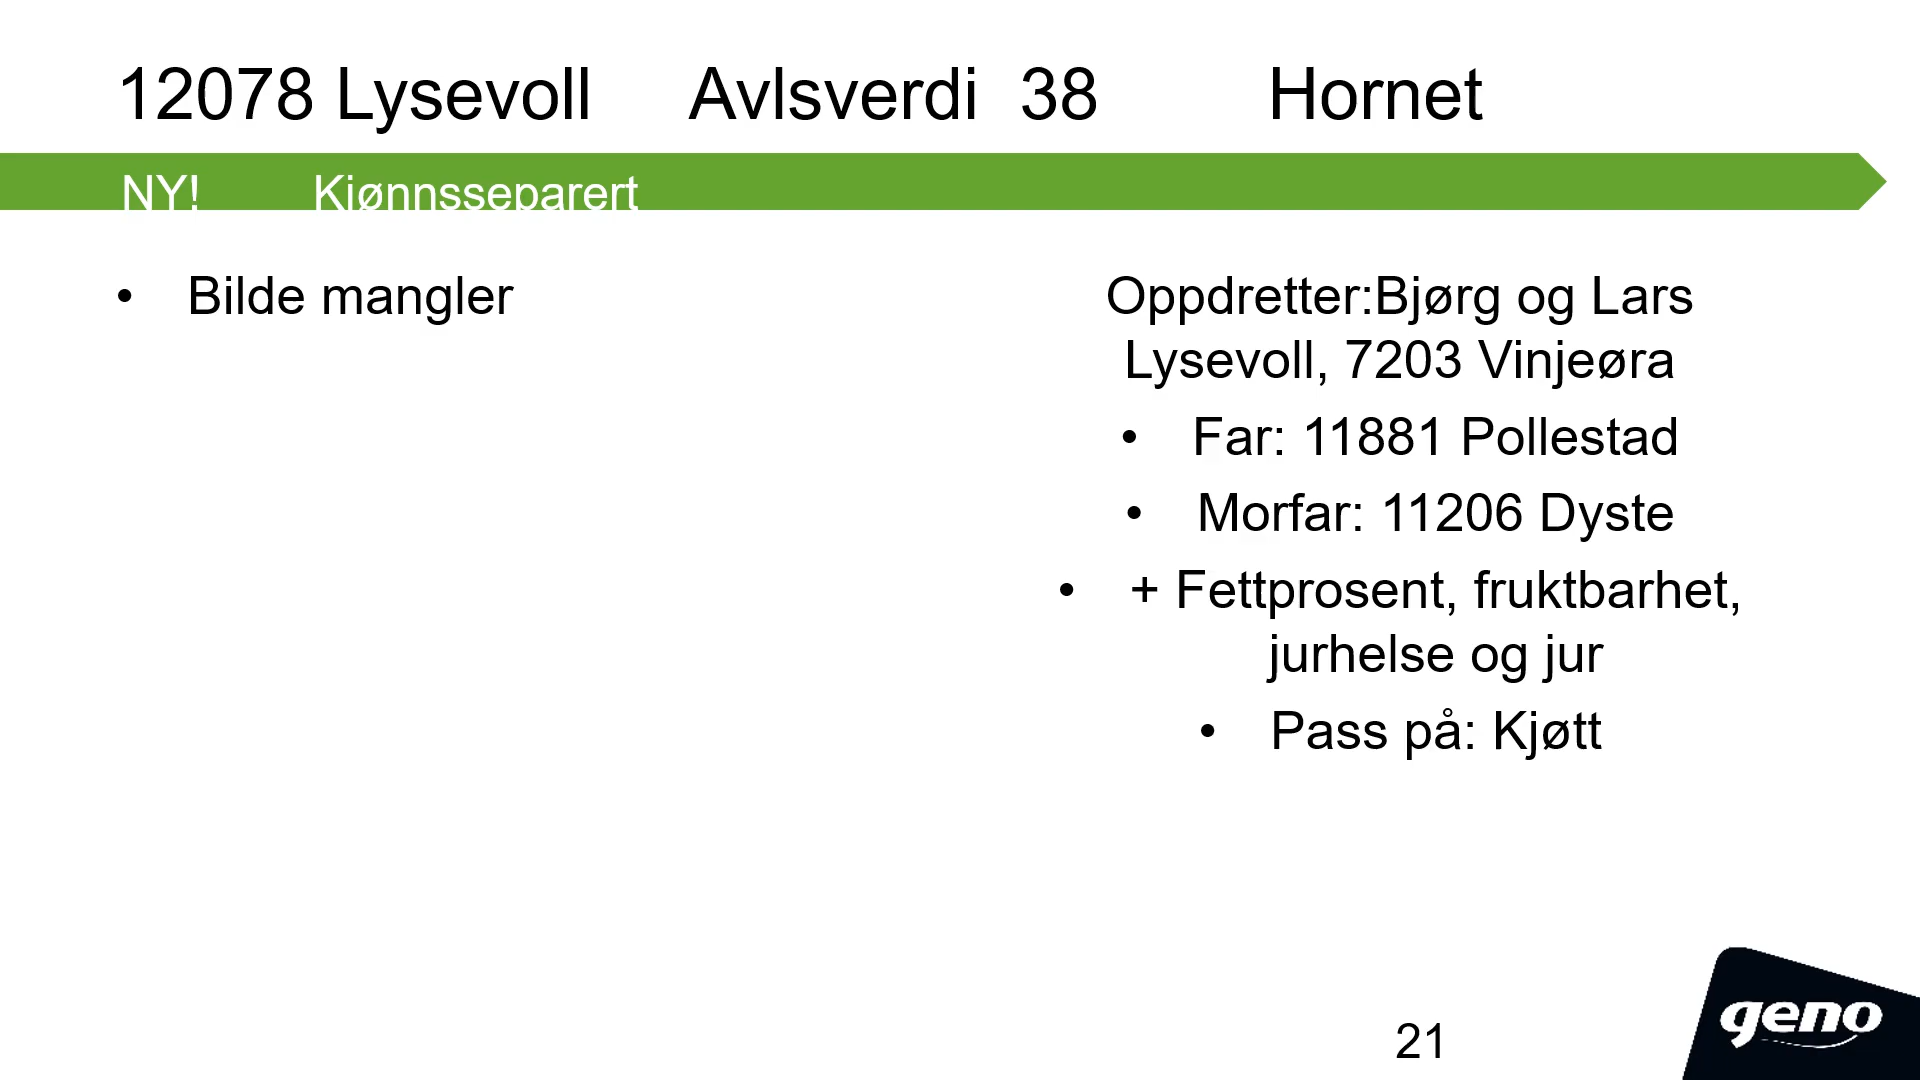 12078 Lysevoll Avlsverdi 38 Hornet
NY! Kjønnsseparert
• Bilde mangler
Oppdretter:Bjørg og Lars
Lysevoll, 7203 Vinjeøra
• Far: 11881 Pollestad
• Morfar: 11206 Dyste
• + Fettprosent, fruktbarhet,
jurhelse og jur
• Pass på: Kjøtt
21
geno